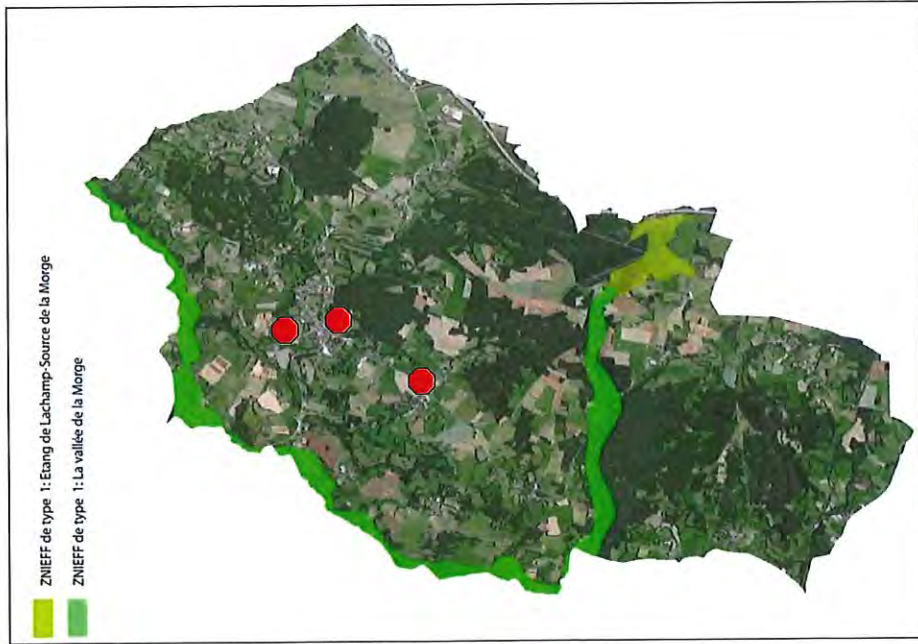 ZNIEFF de type 1: Etang de Lachamp-Source de la Morge
ZNIEFF de type 1: La vallée de la Morge